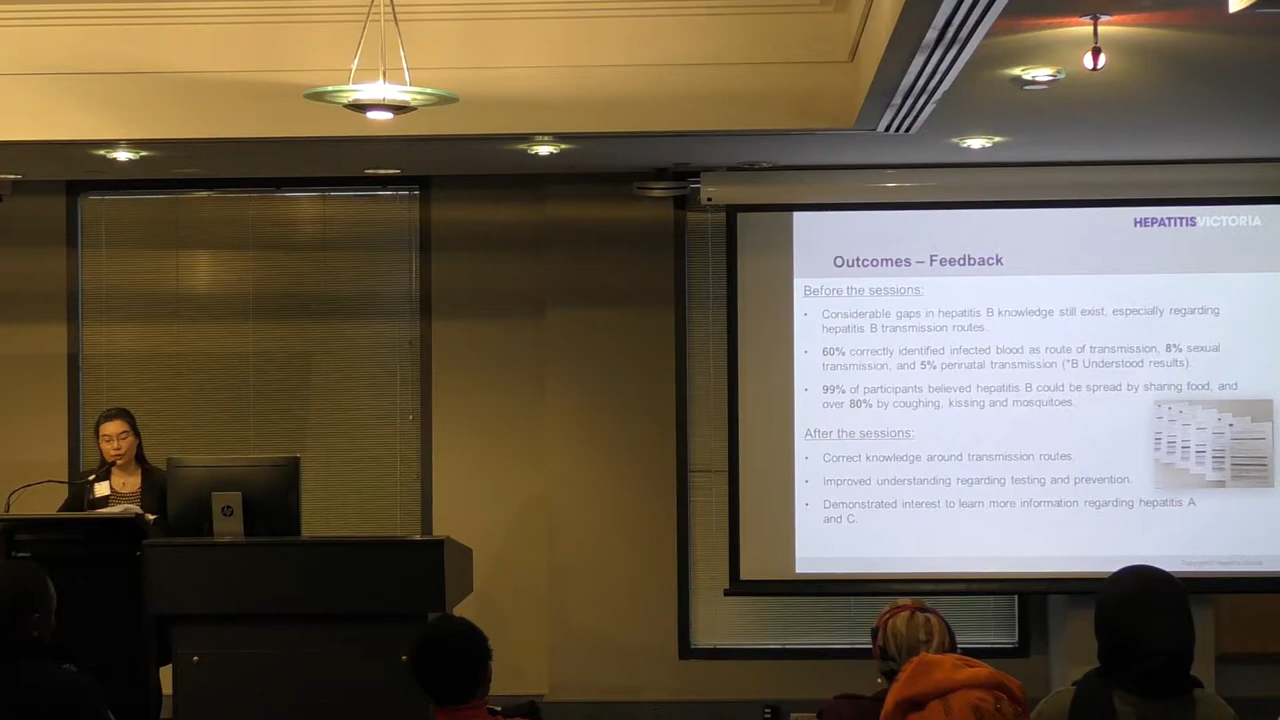 HEPATITIS VICTORIA
Outcomes – Feedback
Before the sessions:
• Considerable gaps in hepatitis B knowledge still exist, especially regarding
hepatitis B transmission routes.
• 60% correctly identified infected blood as route of transmission, 8% sexual
transmission, and 5% perinatal transmission (*B Understood results).
• 99% of participants believed hepatitis B could be spread by sharing food, and
over 80% by coughing, kissing and mosquitoes.
After the sessions:
• Correct knowledge around transmission routes.
• Improved understanding regarding testing and prevention.
• Demonstrated interest to learn more information regarding hepatitis A
and C.
hp